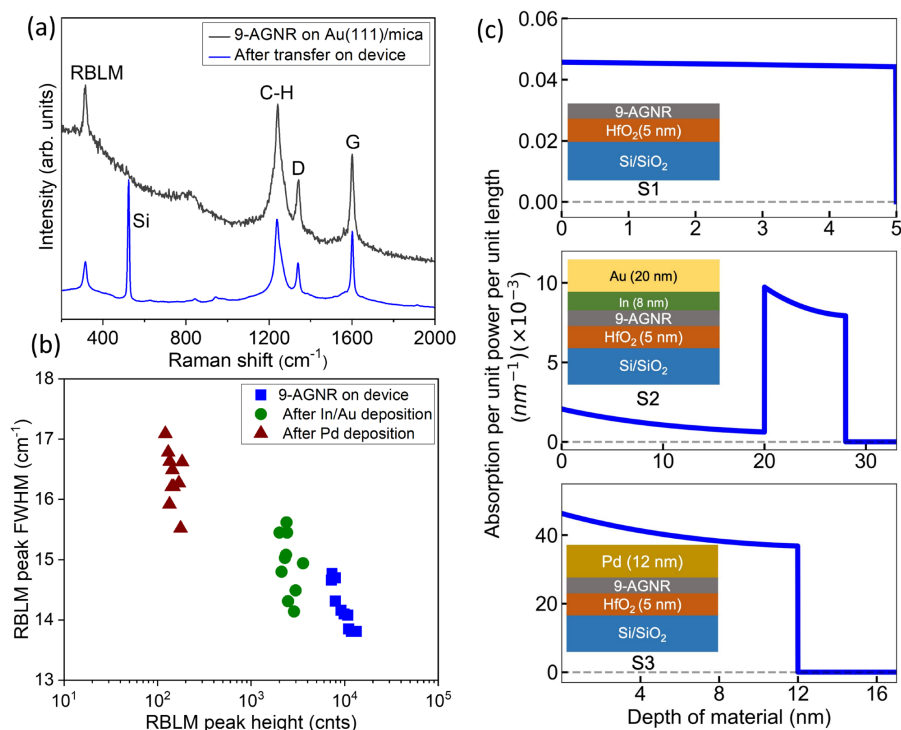 (a)
9-AGNR on Au(111)/mica
After transfer on device
RBLM
C-H
D
G
Si
Intensity (arb. units)
400 800 1200 1600 2000
Raman shift (cm⁻¹)
(b)
18
17
16
15
14
13
9-AGNR on device
After In/Au deposition
After Pd deposition
RBLM peak FWHM (cm⁻¹)
10¹ 10² 10³ 10⁴ 10⁵
RBLM peak height (cnts)
(c)
0.06
0.04
0.02
0.00
9-AGNR
HfO₂(5 nm)
Si/SiO₂
S1
0 1 2 3 4 5
Absorption per unit power per unit length
(nm⁻¹)(×10⁻³)
10
5
0
Au (20 nm)
In (8 nm)
9-AGNR
HfO₂ (5 nm)
Si/SiO₂
S2
0 10 20 30
40
20
0
Pd (12 nm)
9-AGNR
HfO₂ (5 nm)
Si/SiO₂
S3
4 8 12 16
Depth of material (nm)